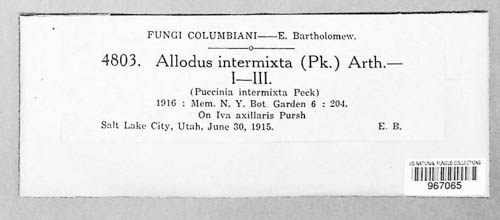 FUNGI COLUMBIANI——E. Bartholomew.
4803. Allodus intermixta (Pk.) Arth.—
I—III.
(Puccinia intermixta Peck)
1916 : Mem. N. Y. Bot. Garden 6 : 204.
On Iva axillaris Pursh
Salt Lake City, Utah, June 30, 1915. E. B.
US NATIONAL FUNGUS COLLECTIONS
967065